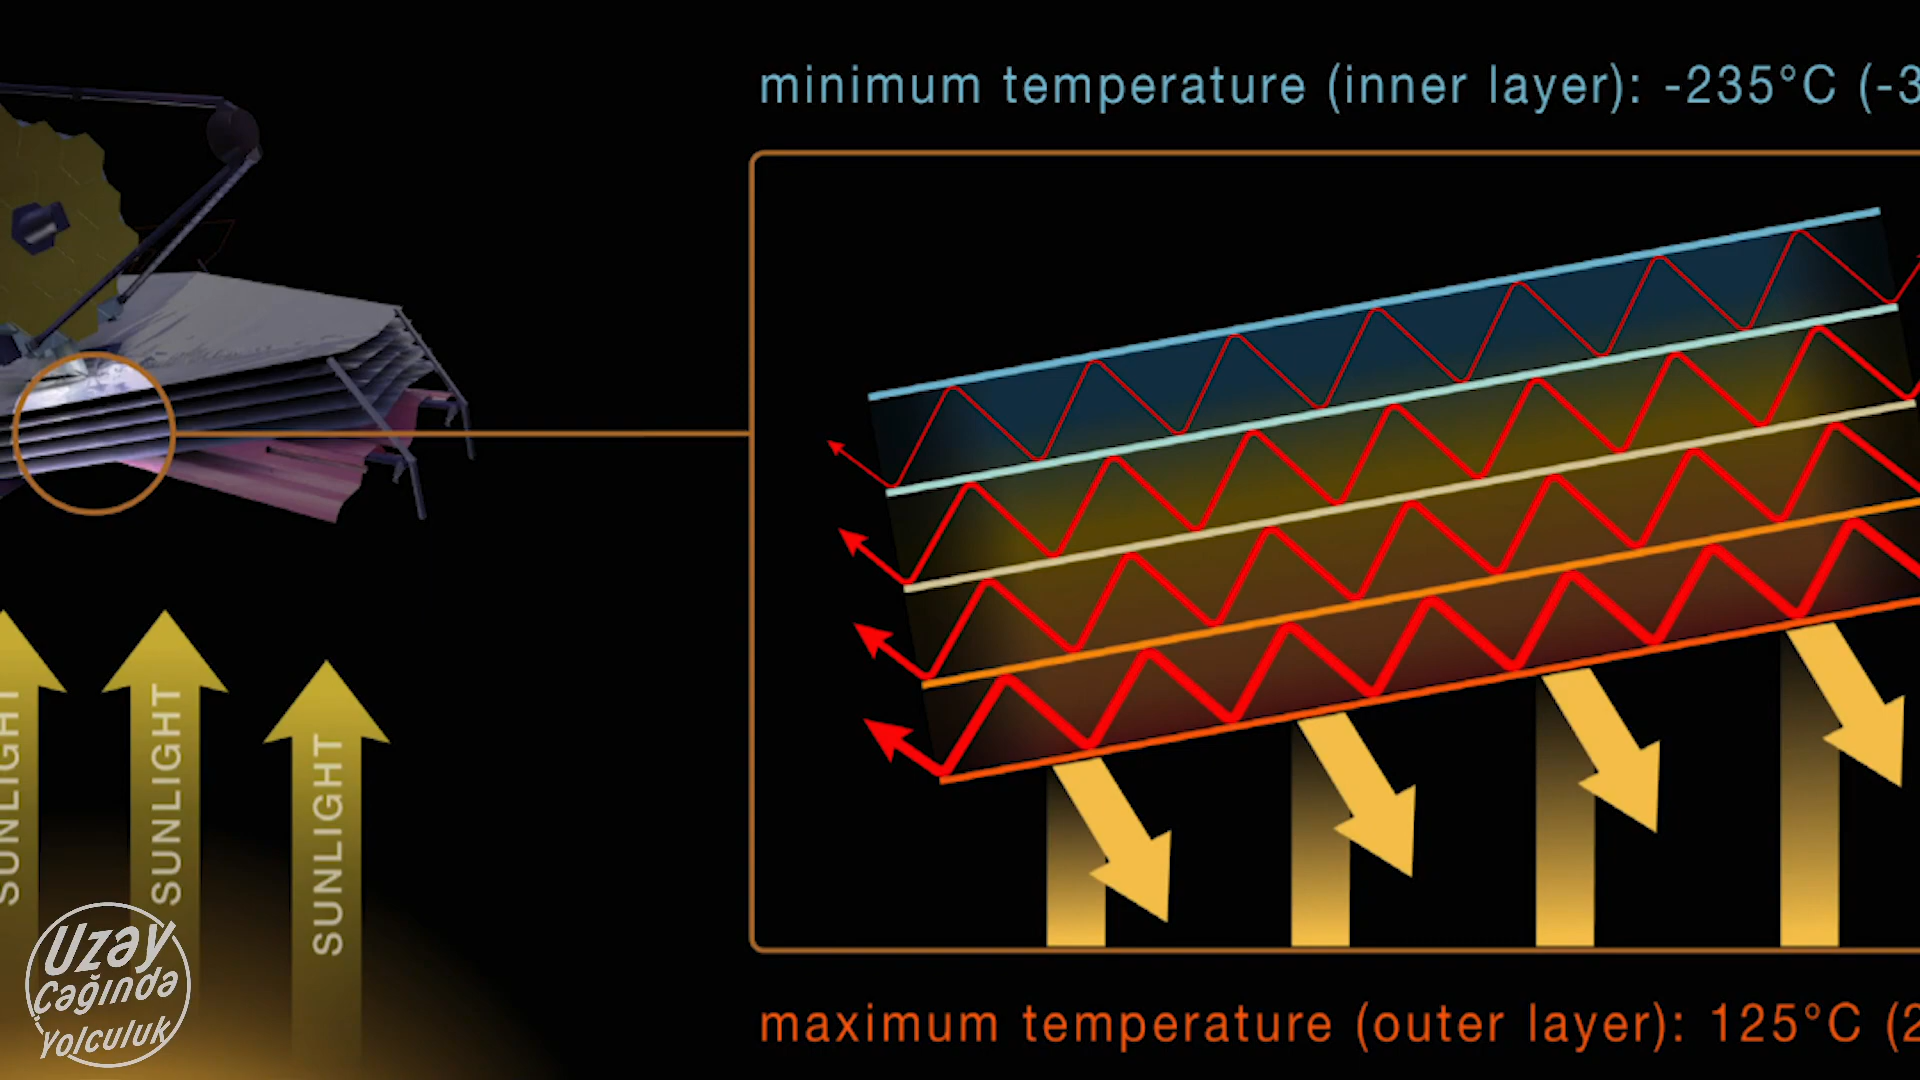 minimum temperature (inner layer): -235°C (-3
SUNLIGHT
SUNLIGHT
SUNLIGHT
maximum temperature (outer layer): 125°C (2
Uzay
Çağında
Yolculuk